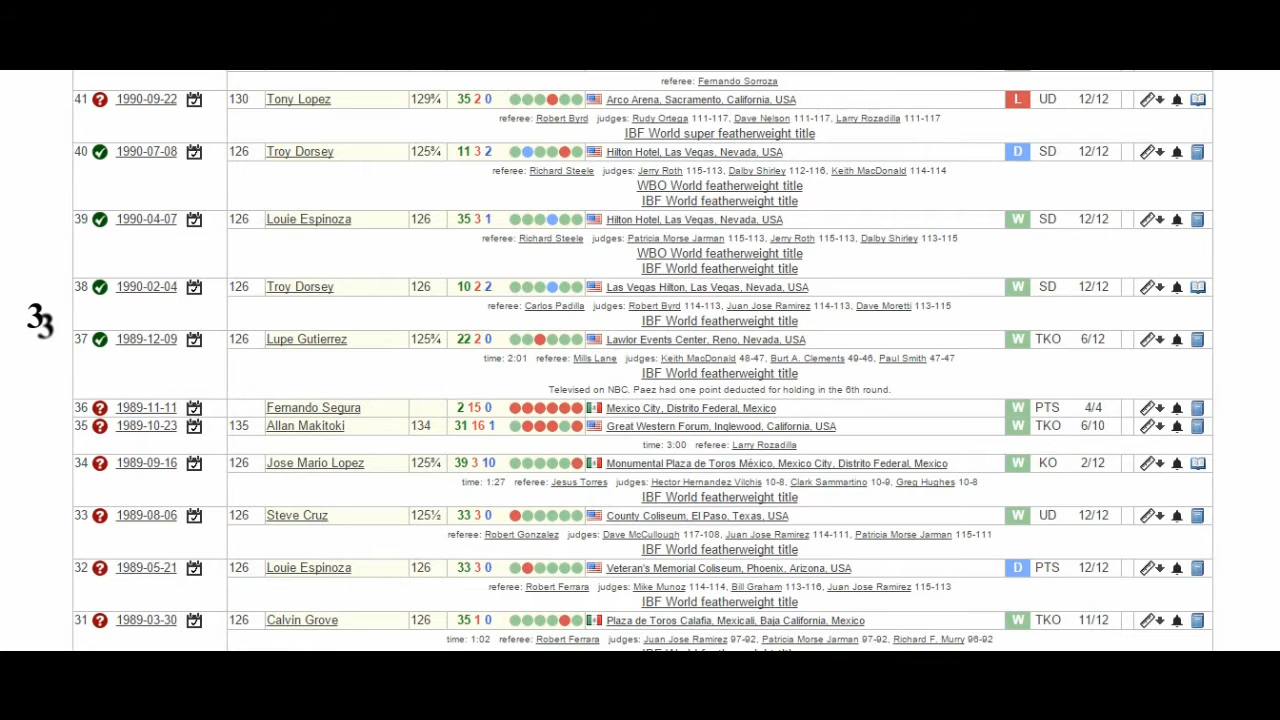 referee: Fernando Sorroza
41 1990-09-22 130 Tony Lopez 129¾ 35 2 0 Arco Arena, Sacramento, California, USA L UD 12/12
referee: Robert Byrd judges: Rudy Ortega 111-117, Dave Nelson 111-117, Larry Rozadilla 111-117
IBF World super featherweight title
40 1990-07-08 126 Troy Dorsey 125¾ 11 3 2 Hilton Hotel, Las Vegas, Nevada, USA D SD 12/12
referee: Richard Steele judges: Jerry Roth 115-113, Dalby Shirley 112-116, Keith MacDonald 114-114
WBO World featherweight title
IBF World featherweight title
39 1990-04-07 126 Louie Espinoza 126 35 3 1 Hilton Hotel, Las Vegas, Nevada, USA W SD 12/12
referee: Richard Steele judges: Patricia Morse Jarman 115-113, Jerry Roth 115-113, Dalby Shirley 113-115
WBO World featherweight title
IBF World featherweight title
38 1990-02-04 126 Troy Dorsey 126 10 2 2 Las Vegas Hilton, Las Vegas, Nevada, USA W SD 12/12
referee: Carlos Padilla judges: Robert Byrd 114-113, Juan Jose Ramirez 114-113, Dave Moretti 113-115
IBF World featherweight title
33
37 1989-12-09 126 Lupe Gutierrez 125¾ 22 2 0 Lawlor Events Center, Reno, Nevada, USA W TKO 6/12
time: 2:01 referee: Mills Lane judges: Keith MacDonald 48-47, Burt A. Clements 49-46, Paul Smith 47-47
IBF World featherweight title
Televised on NBC. Paez had one point deducted for holding in the 6th round.
36 1989-11-11 Fernando Segura 2 15 0 Mexico City, Distrito Federal, Mexico W PTS 4/4
35 1989-10-23 135 Allan Makitoki 134 31 16 1 Great Western Forum, Inglewood, California, USA W TKO 6/10
time: 3:00 referee: Larry Rozadilla
34 1989-09-16 126 Jose Mario Lopez 125¾ 39 3 10 Monumental Plaza de Toros México, Mexico City, Distrito Federal, Mexico W KO 2/12
time: 1:27 referee: Jesus Torres judges: Hector Hernandez Vilchis 10-8, Clark Sammartino 10-9, Greg Hughes 10-8
IBF World featherweight title
33 1989-08-06 126 Steve Cruz 125½ 33 3 0 County Coliseum, El Paso, Texas, USA W UD 12/12
referee: Robert Gonzalez judges: Dave McCullough 117-108, Juan Jose Ramirez 114-111, Patricia Morse Jarman 115-111
IBF World featherweight title
32 1989-05-21 126 Louie Espinoza 126 33 3 0 Veteran's Memorial Coliseum, Phoenix, Arizona, USA D PTS 12/12
referee: Robert Ferrara judges: Mike Munoz 114-114, Bill Graham 113-116, Juan Jose Ramirez 115-113
IBF World featherweight title
31 1989-03-30 126 Calvin Grove 126 35 1 0 Plaza de Toros Calafia, Mexicali, Baja California, Mexico W TKO 11/12
time: 1:02 referee: Robert Ferrara judges: Juan Jose Ramirez 97-92, Patricia Morse Jarman 97-92, Richard F. Murry 96-92